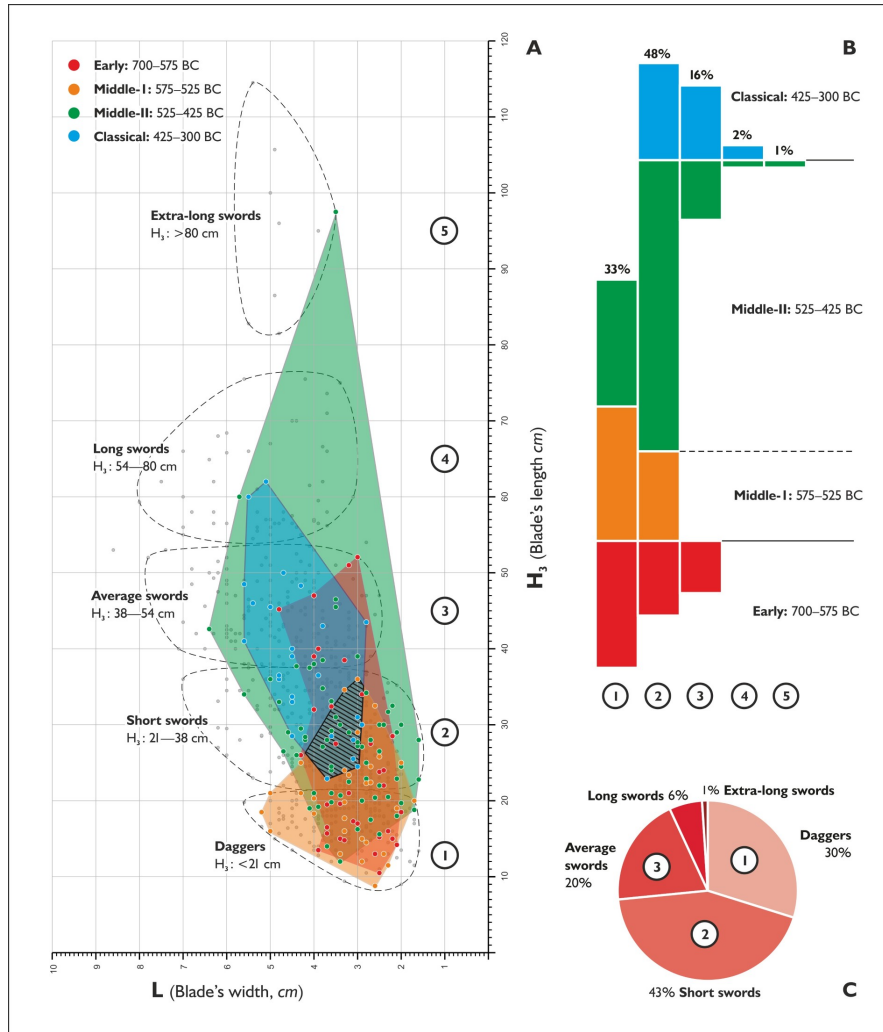 A
Early: 700–575 BC
Middle-I: 575–525 BC
Middle-II: 525–425 BC
Classical: 425–300 BC
Extra-long swords
H₃: >80 cm
5
Long swords
H₃: 54—80 cm
4
Average swords
H₃: 38—54 cm
3
Short swords
H₃: 21—38 cm
2
Daggers
H₃: <21 cm
1
120
110
100
90
80
70
60
50
40
30
20
10
H₃ (Blade's length cm)
10 9 8 7 6 5 4 3 2 1
L (Blade's width, cm)
B
48%
16%
Classical: 425–300 BC
2%
1%
33%
Middle-II: 525–425 BC
Middle-I: 575–525 BC
Early: 700–575 BC
1 2 3 4 5
Long swords 6%
1% Extra-long swords
Average
swords
20%
Daggers
30%
3
1
2
43% Short swords
C